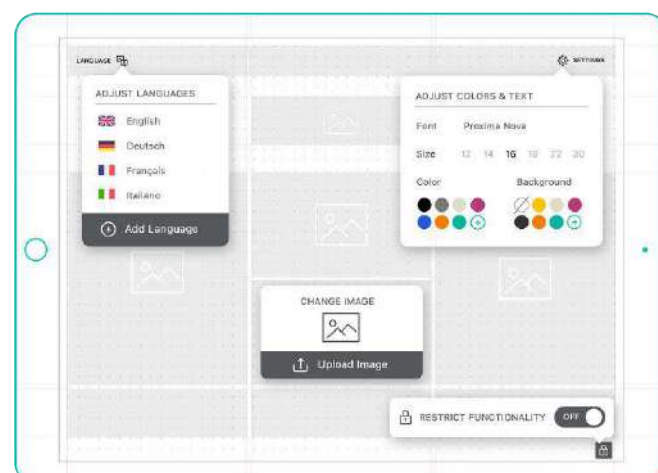 LANGUAGE
SETTINGS
ADJUST LANGUAGES
English
Deutsch
Français
Italiano
Add Language
ADJUST COLORS & TEXT
Font Proxima Nova
Size 12 14 16 18 22 30
Color Background
CHANGE IMAGE
Upload Image
RESTRICT FUNCTIONALITY OFF